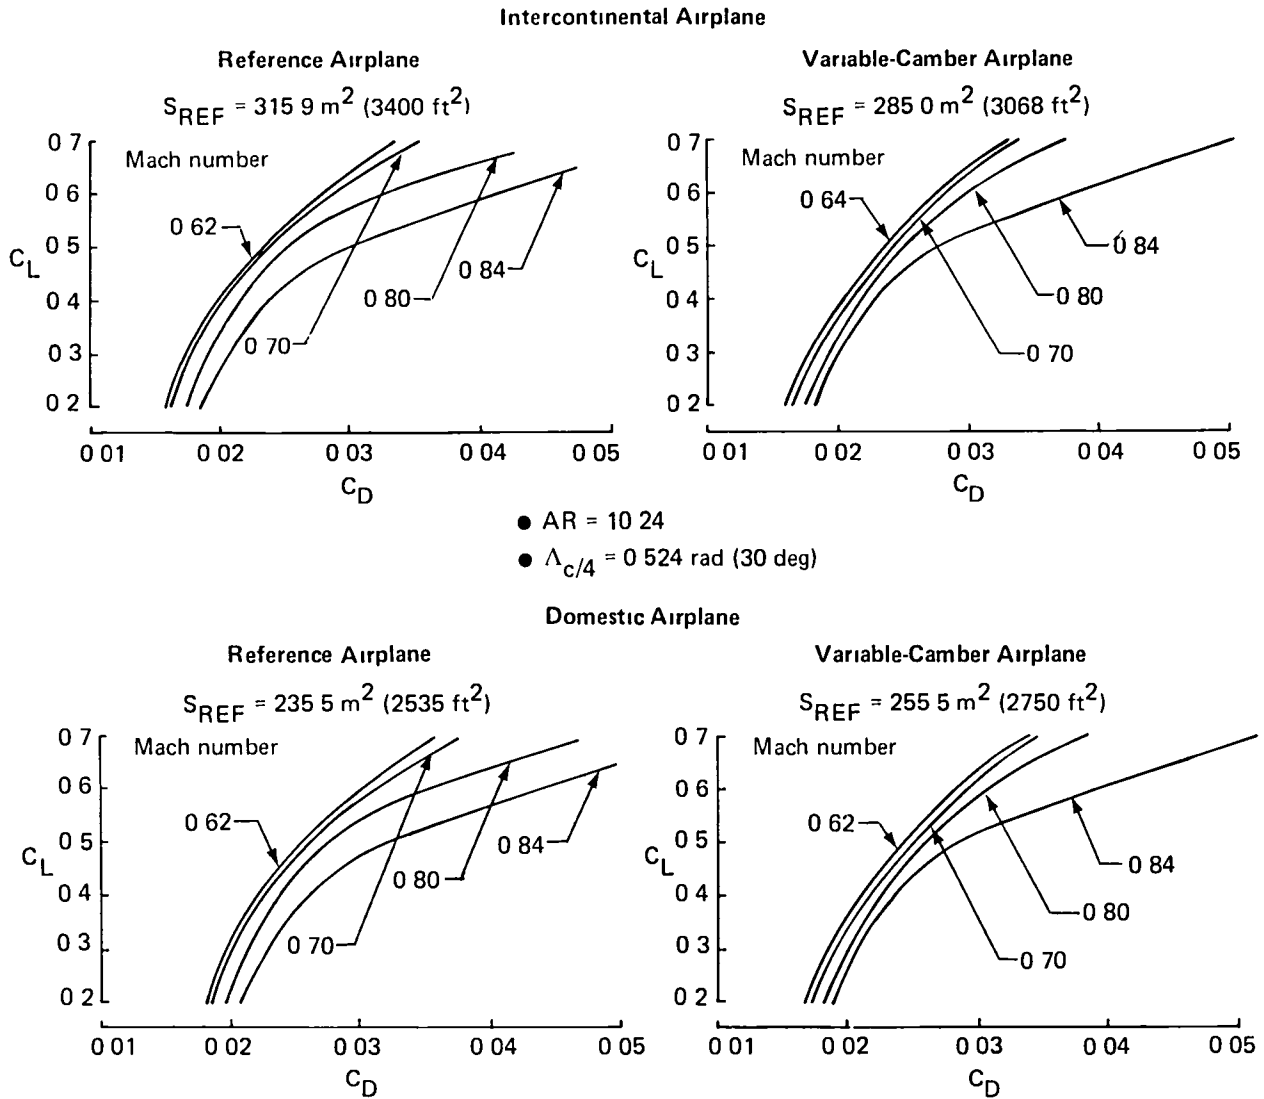 Intercontinental Airplane
Reference Airplane
S_REF = 315 9 m² (3400 ft²)
0 7
Mach number
0 6
0 62
0 5
C_L
0 84
0 4
0 80
0 70
0 3
0 2
0 01 0 02 0 03 0 04 0 05
C_D
Variable-Camber Airplane
S_REF = 285 0 m² (3068 ft²)
0 7
Mach number
0 6
0 64
0 5
0 84
C_L
0 4
0 80
0 3
0 70
0 2
0 01 0 02 0 03 0 04 0 05
C_D
● AR = 10 24
● Λ_c/4 = 0 524 rad (30 deg)
Domestic Airplane
Reference Airplane
S_REF = 235 5 m² (2535 ft²)
0 7
Mach number
0 6
0 62
0 5
0 84
C_L
0 80
0 4
0 3
0 70
0 2
0 01 0 02 0 03 0 04 0 05
C_D
Variable-Camber Airplane
S_REF = 255 5 m² (2750 ft²)
0 7
Mach number
0 6
0 62
0 5
0 84
C_L
0 4
0 80
0 3
0 70
0 2
0 01 0 02 0 03 0 04 0 05
C_D